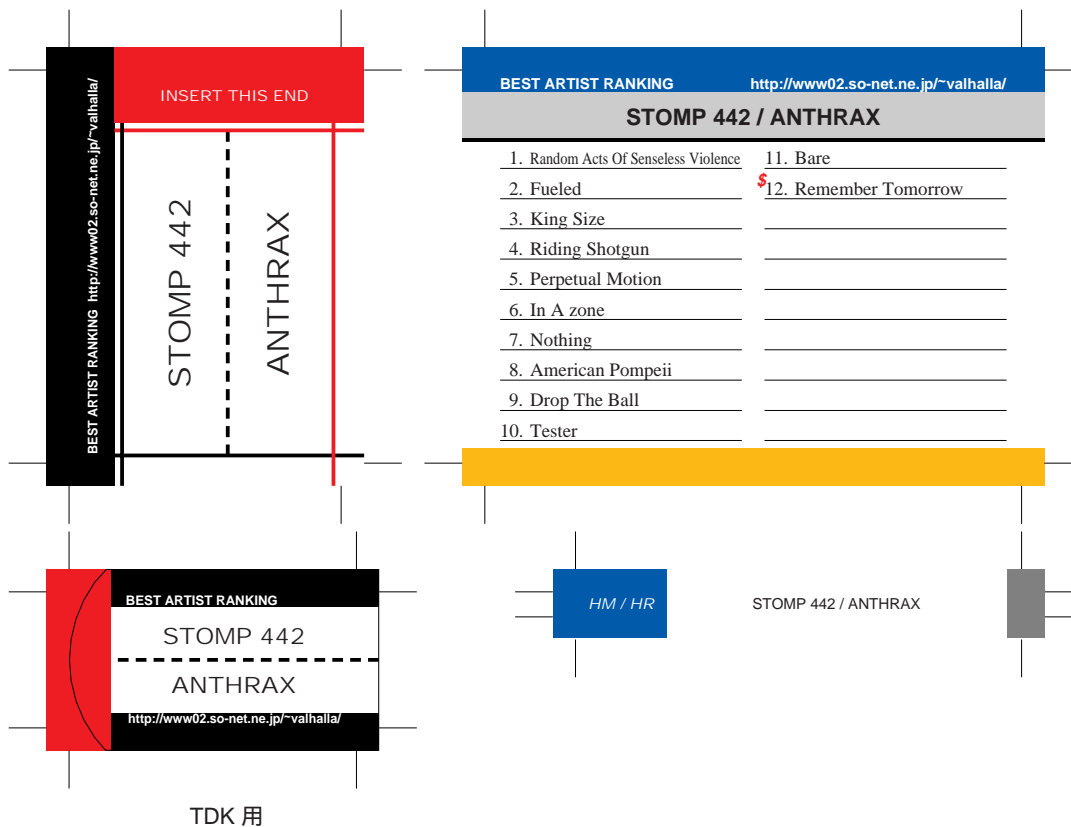 INSERT THIS END
BEST ARTIST RANKING http://www02.so-net.ne.jp/~valhalla/
STOMP 442
ANTHRAX
BEST ARTIST RANKING http://www02.so-net.ne.jp/~valhalla/
STOMP 442 / ANTHRAX
1. Random Acts Of Senseless Violence
2. Fueled
3. King Size
4. Riding Shotgun
5. Perpetual Motion
6. In A zone
7. Nothing
8. American Pompeii
9. Drop The Ball
10. Tester
11. Bare
$12. Remember Tomorrow
BEST ARTIST RANKING
STOMP 442
ANTHRAX
http://www02.so-net.ne.jp/~valhalla/
TDK 用
HM / HR
STOMP 442 / ANTHRAX